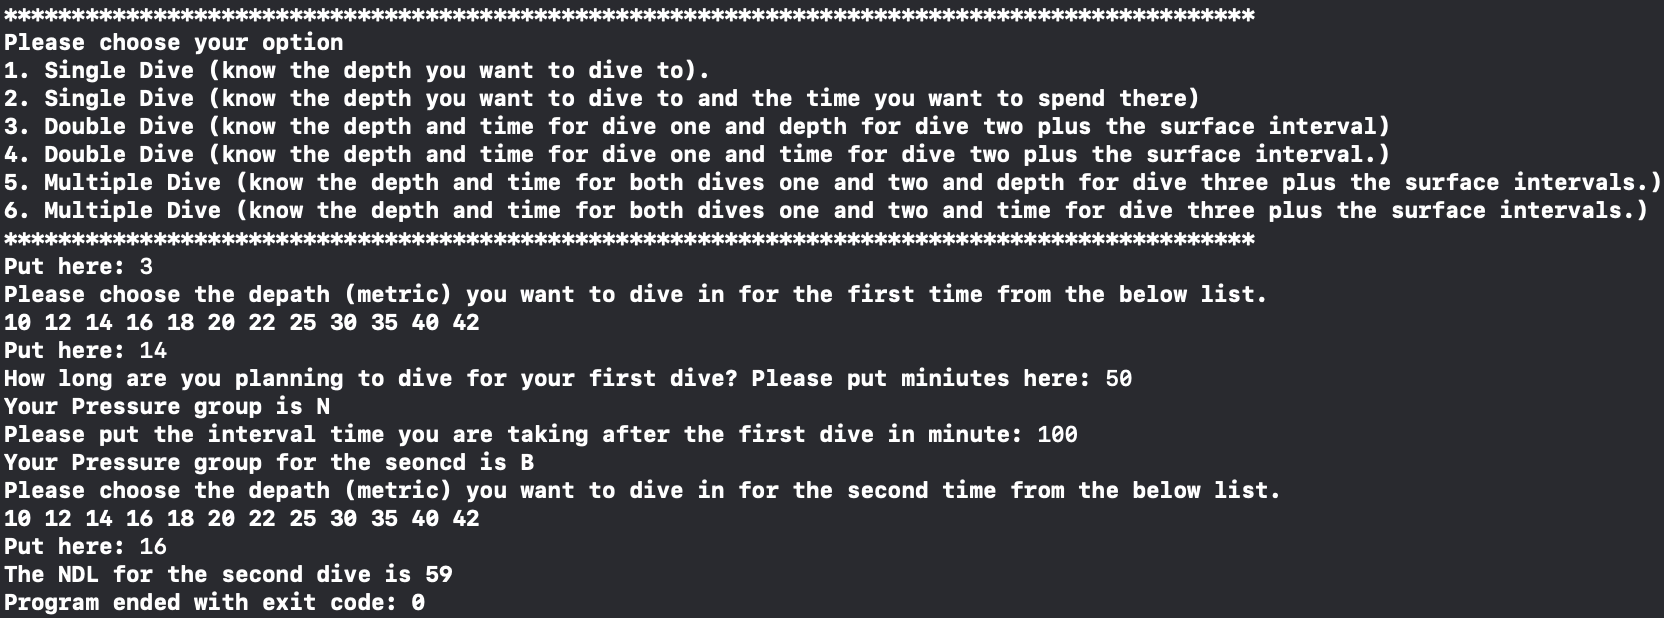 ********************************************************************************************
Please choose your option
1. Single Dive (know the depth you want to dive to).
2. Single Dive (know the depth you want to dive to and the time you want to spend there)
3. Double Dive (know the depth and time for dive one and depth for dive two plus the surface interval)
4. Double Dive (know the depth and time for dive one and time for dive two plus the surface interval.)
5. Multiple Dive (know the depth and time for both dives one and two and depth for dive three plus the surface intervals.)
6. Multiple Dive (know the depth and time for both dives one and two and time for dive three plus the surface intervals.)
********************************************************************************************
Put here: 3
Please choose the depath (metric) you want to dive in for the first time from the below list.
10 12 14 16 18 20 22 25 30 35 40 42
Put here: 14
How long are you planning to dive for your first dive? Please put miniutes here: 50
Your Pressure group is N
Please put the interval time you are taking after the first dive in minute: 100
Your Pressure group for the seoncd is B
Please choose the depath (metric) you want to dive in for the second time from the below list.
10 12 14 16 18 20 22 25 30 35 40 42
Put here: 16
The NDL for the second dive is 59
Program ended with exit code: 0